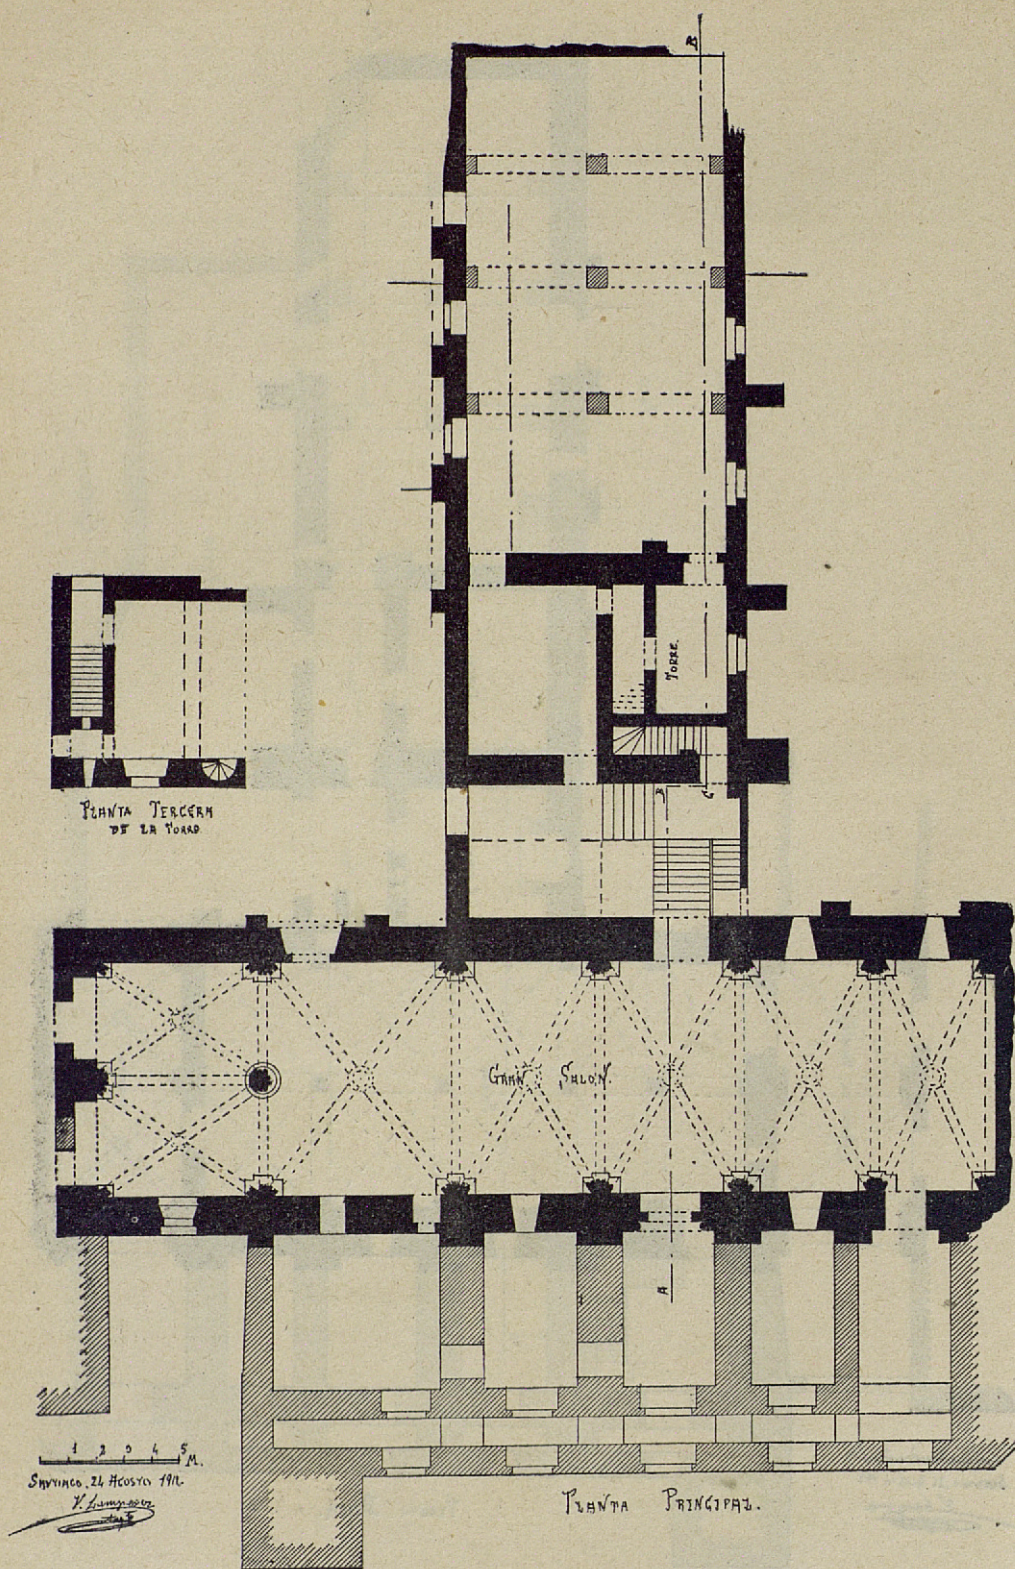 B
TORRE.
PLANTA TERCERA
DE LA TORRE
B
C
GRAN SALON.
A
1 2 3 4 5 M.
SANTIAGO, 24 AGOSTO 1912
V. Lamperez
PLANTA PRINCIPAL.